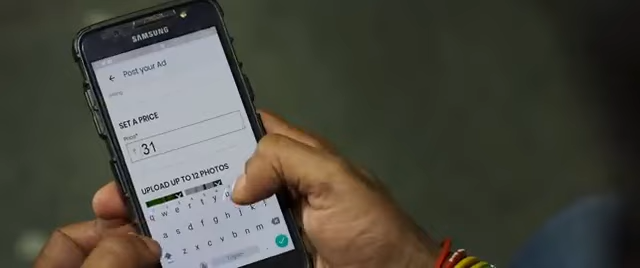 SAMSUNG
← Post your Ad
SET A PRICE
Price*
₹ 31
UPLOAD UP TO 12 PHOTOS
q w e r t y
a s d f g h j k l
z x c v b n m